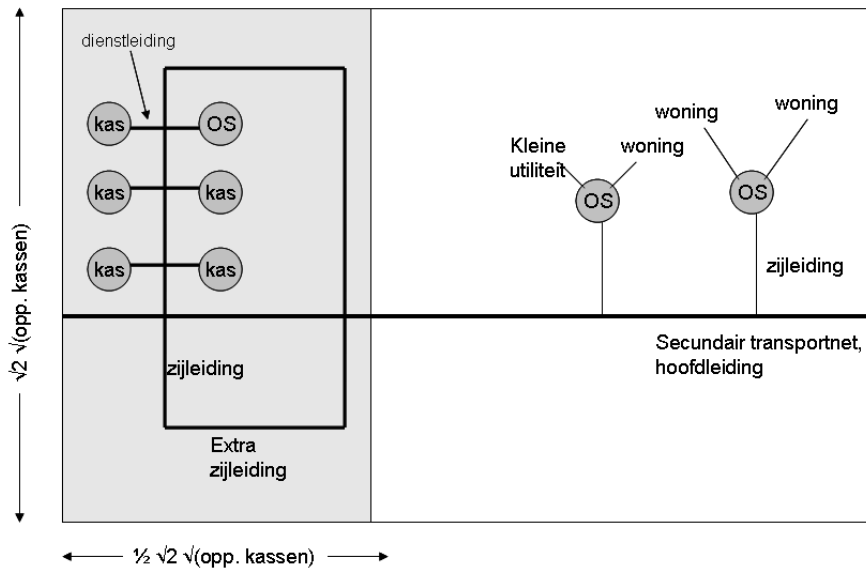 dienstleiding
kas
OS
kas
kas
kas
kas
Kleine
utiliteit
woning
woning
woning
OS
OS
zijleiding
zijleiding
Secundair transportnet,
hoofdleiding
Extra
zijleiding
√2 √(opp. kassen)
½ √2 √(opp. kassen)